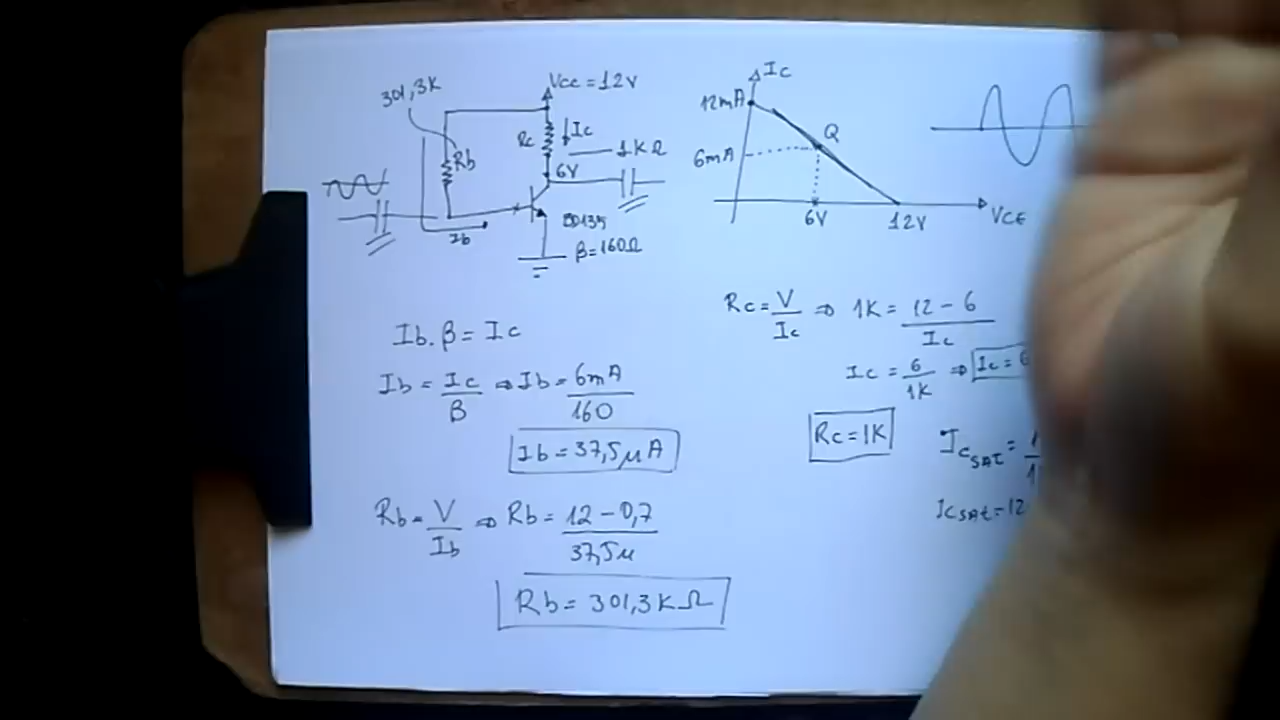 301,3K
Vcc = 12V
Rc
Ic
1KΩ
Rb
6V
Ib
BD135
β=160Ω
Ic
12mA
Q
6mA
6V
12V
VCE
Ib.β = Ic
Ib = Ic/β ⇒ Ib = 6mA/160
Ib = 37,5μA
Rb = V/Ib ⇒ Rb = 12 - 0,7/37,5μ
Rb = 301,3KΩ
Rc = V/Ic ⇒ 1K = 12 - 6/Ic
Ic = 6/1K ⇒ Ic = 6
Rc = 1K
IcSAT =
IcSAt = 12